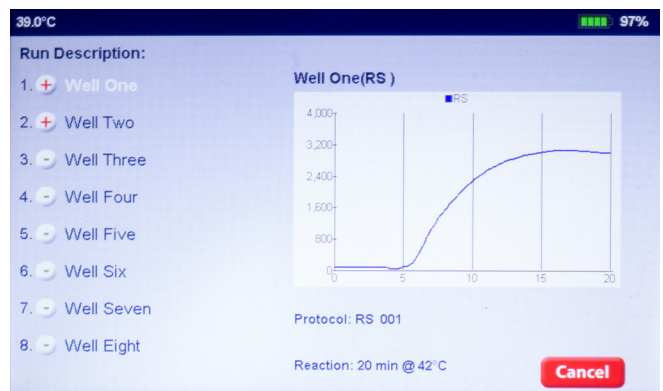 39.0°C
97%
Run Description:
1. + Well One
2. + Well Two
3. - Well Three
4. - Well Four
5. - Well Five
6. - Well Six
7. - Well Seven
8. - Well Eight
Well One(RS )
RS
4,000
3,200
2,400
1,600
800
0
0 5 10 15 20
Protocol: RS 001
Reaction: 20 min @ 42°C
Cancel